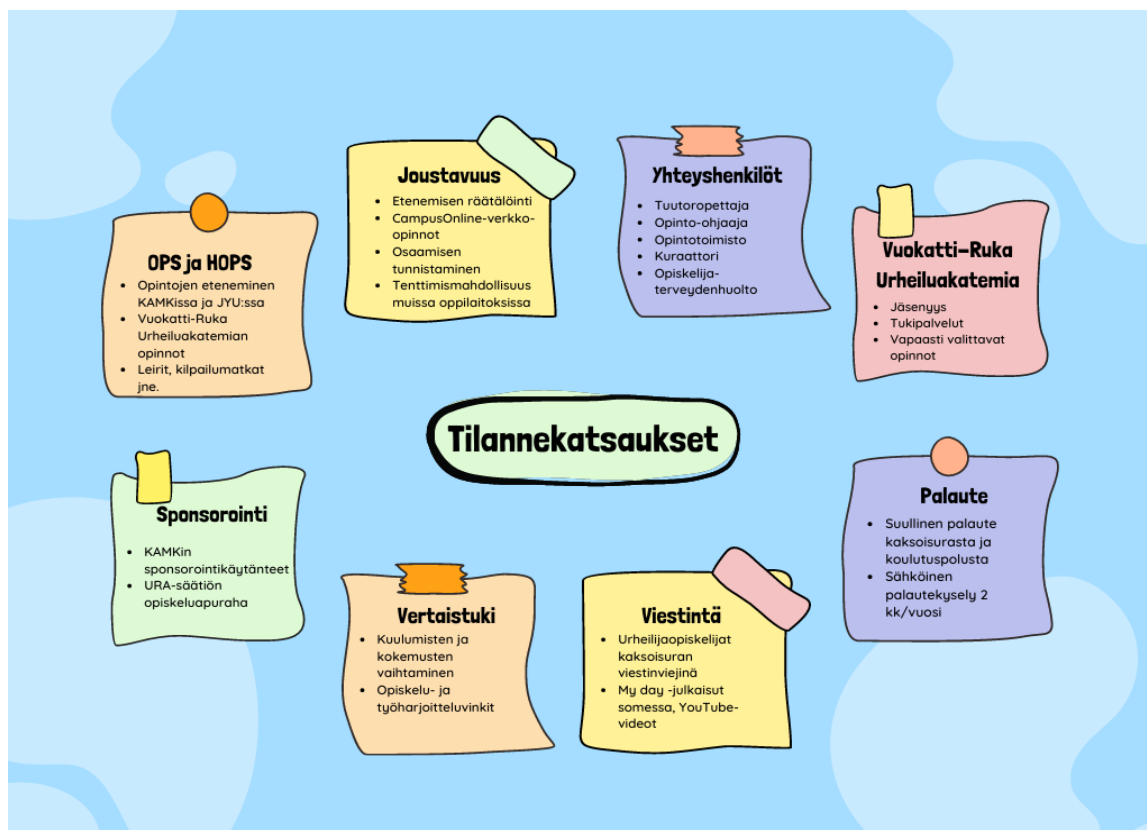 Joustavuus
• Etenemisen räätälöinti
• CampusOnline-verkko-
opinnot
• Osaamisen
tunnistaminen
• Tenttimismahdollisuus
muissa oppilaitoksissa
Yhteyshenkilöt
• Tuutoropettaja
• Opinto-ohjaaja
• Opintotoimisto
• Kuraattori
• Opiskelija-
terveydenhuolto
OPS ja HOPS
• Opintojen eteneminen
KAMKissa ja JYU:ssa
• Vuokatti-Ruka
Urheiluakatemian
opinnot
• Leirit, kilpailumatkat
jne.
Vuokatti-Ruka
Urheiluakatemia
• Jäsenyys
• Tukipalvelut
• Vapaasti valittavat
opinnot
Tilannekatsaukset
Sponsorointi
• KAMKin
sponsorointikäytänteet
• URA-säätiön
opiskeluapuraha
Vertaistuki
• Kuulumisten ja
kokemusten
vaihtaminen
• Opiskelu- ja
työharjoitteluvinkit
Viestintä
• Urheilijaopiskelijat
kaksoisuran
viestinviejinä
• My day -julkaisut
somessa, YouTube-
videot
Palaute
• Suullinen palaute
kaksoisurasta ja
koulutuspolusta
• Sähköinen
palautekysely 2
kk/vuosi